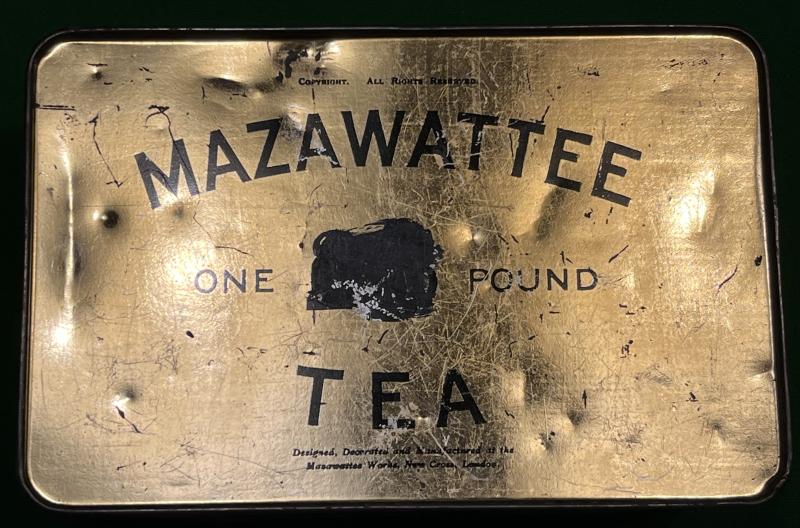 COPYRIGHT. ALL RIGHTS RESERVED.
MAZAWATTEE
ONE POUND
TEA
Designed, Decorated and Manufactured at the
Mazawattee Works, New Cross, London.